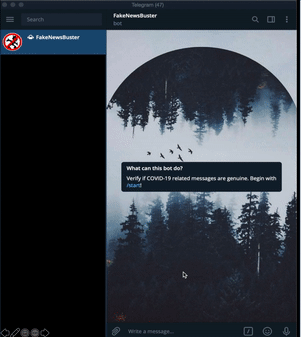 Telegram (47)
Search
FakeNewsBuster
bot
FakeNewsBuster
What can this bot do?
Verify if COVID-19 related messages are genuine. Begin with
/start!
Write a message...